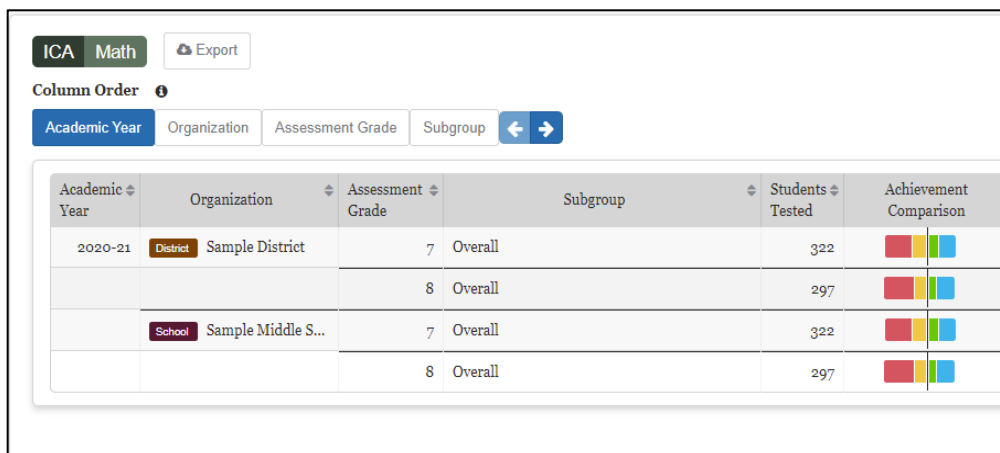 ICA Math Export
Column Order
Academic Year Organization Assessment Grade Subgroup
Academic Year Organization Assessment Grade Subgroup Students Tested Achievement Comparison
2020-21 District Sample District 7 Overall 322
8 Overall 297
School Sample Middle S... 7 Overall 322
8 Overall 297